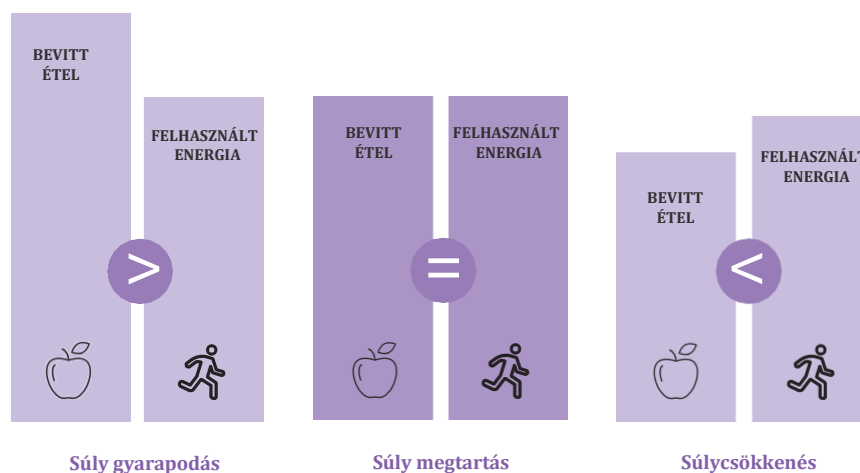 BEVITT
ÉTEL
FELHASZNÁLT
ENERGIA
>
Súly gyarapodás
BEVITT
ÉTEL
FELHASZNÁLT
ENERGIA
=
Súly megtartás
BEVITT
ÉTEL
FELHASZNÁLT
ENERGIA
<
Súlycsökkenés